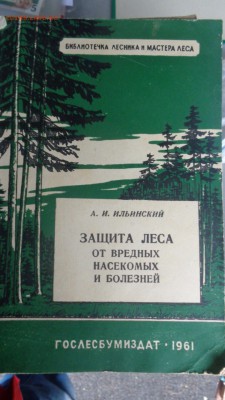 БИБЛИОТЕЧКА ЛЕСНИКА И МАСТЕРА ЛЕСА
А. И. ИЛЬИНСКИЙ
ЗАЩИТА ЛЕСА
ОТ ВРЕДНЫХ
НАСЕКОМЫХ
И БОЛЕЗНЕЙ
ГОСЛЕСБУМИЗДАТ · 1961